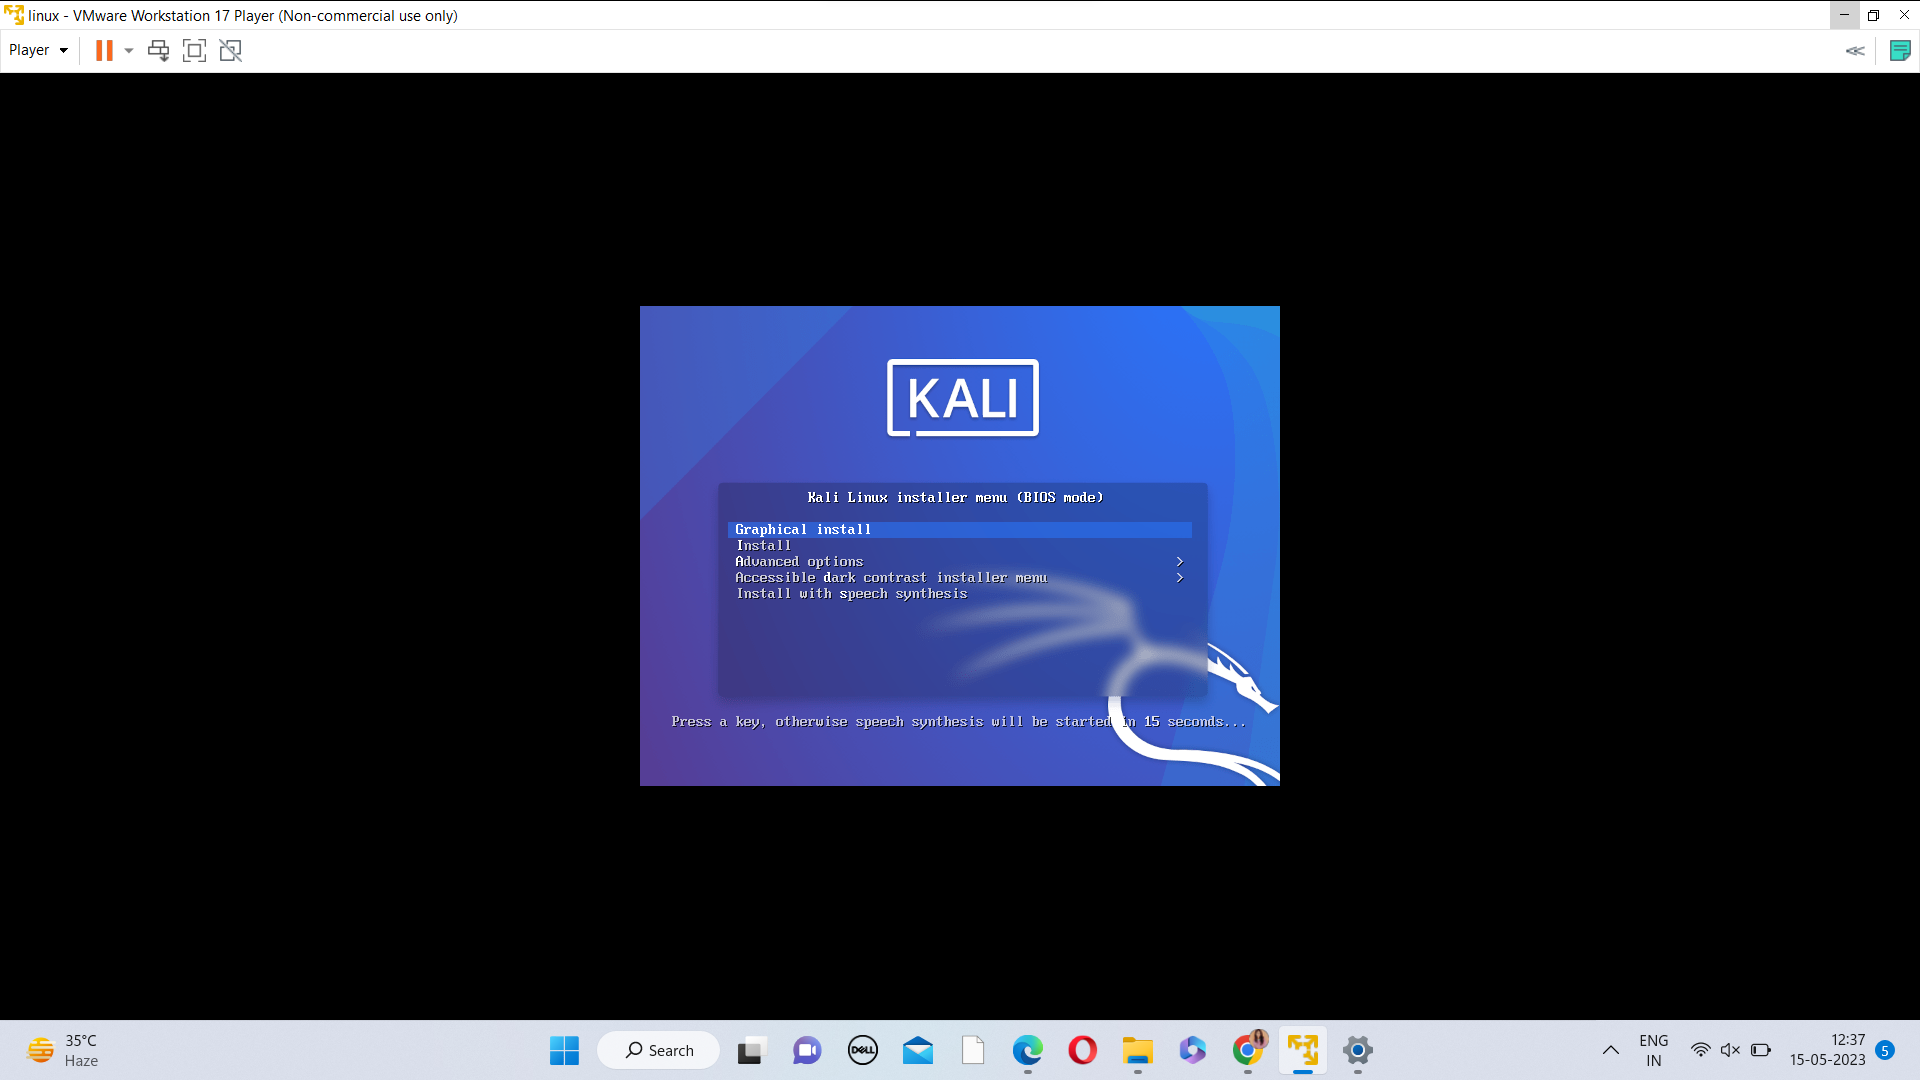 linux - VMware Workstation 17 Player (Non-commercial use only)
Player
KALI
Kali Linux installer menu (BIOS mode)
Graphical install
Install
Advanced options >
Accessible dark contrast installer menu >
Install with speech synthesis
Press a key, otherwise speech synthesis will be started in 15 seconds...
35°C
Haze
Search
DELL
ENG
IN
12:37
15-05-2023
5